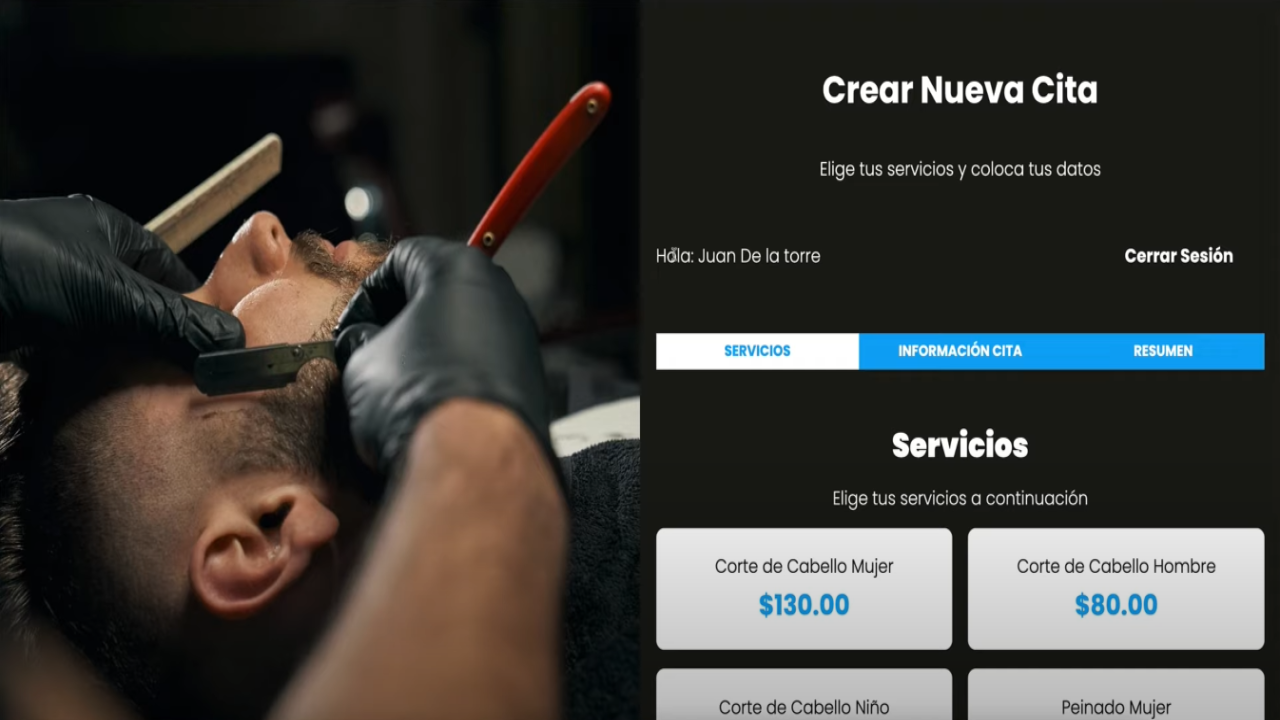 Crear Nueva Cita
Elige tus servicios y coloca tus datos
Hola: Juan De la torre
Cerrar Sesión
SERVICIOS
INFORMACIÓN CITA
RESUMEN
Servicios
Elige tus servicios a continuación
Corte de Cabello Mujer
$130.00
Corte de Cabello Hombre
$80.00
Corte de Cabello Niño
Peinado Mujer